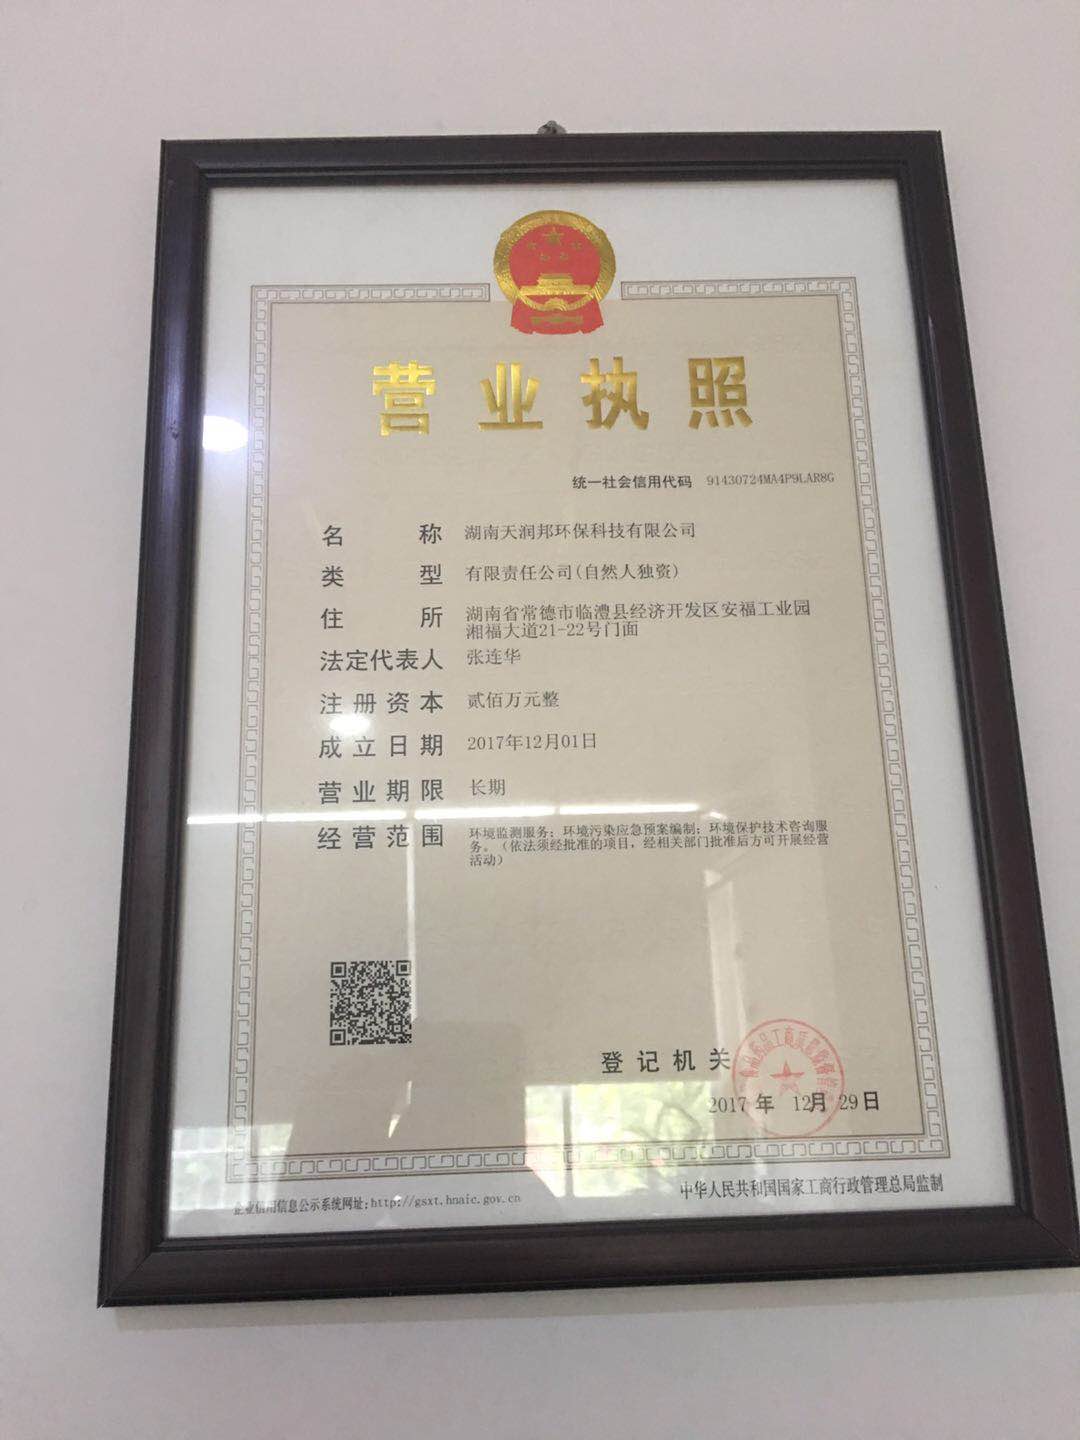 营业执照
统一社会信用代码 91430724MA4P9LAR8G
名称 湖南天润邦环保科技有限公司
类型 有限责任公司(自然人独资)
住所 湖南省常德市临澧县经济开发区安福工业园
湘福大道21-22号门面
法定代表人 张连华
注册资本 贰佰万元整
成立日期 2017年12月01日
营业期限 长期
经营范围 环境监测服务；环境污染应急预案编制；环境保护技术咨询服
务。（依法须经批准的项目，经相关部门批准后方可开展经营
活动）
登记机关
2017 年 12月 29日
企业信用信息公示系统网址:http://gsxt.hnaic.gov.cn
中华人民共和国国家工商行政管理总局监制